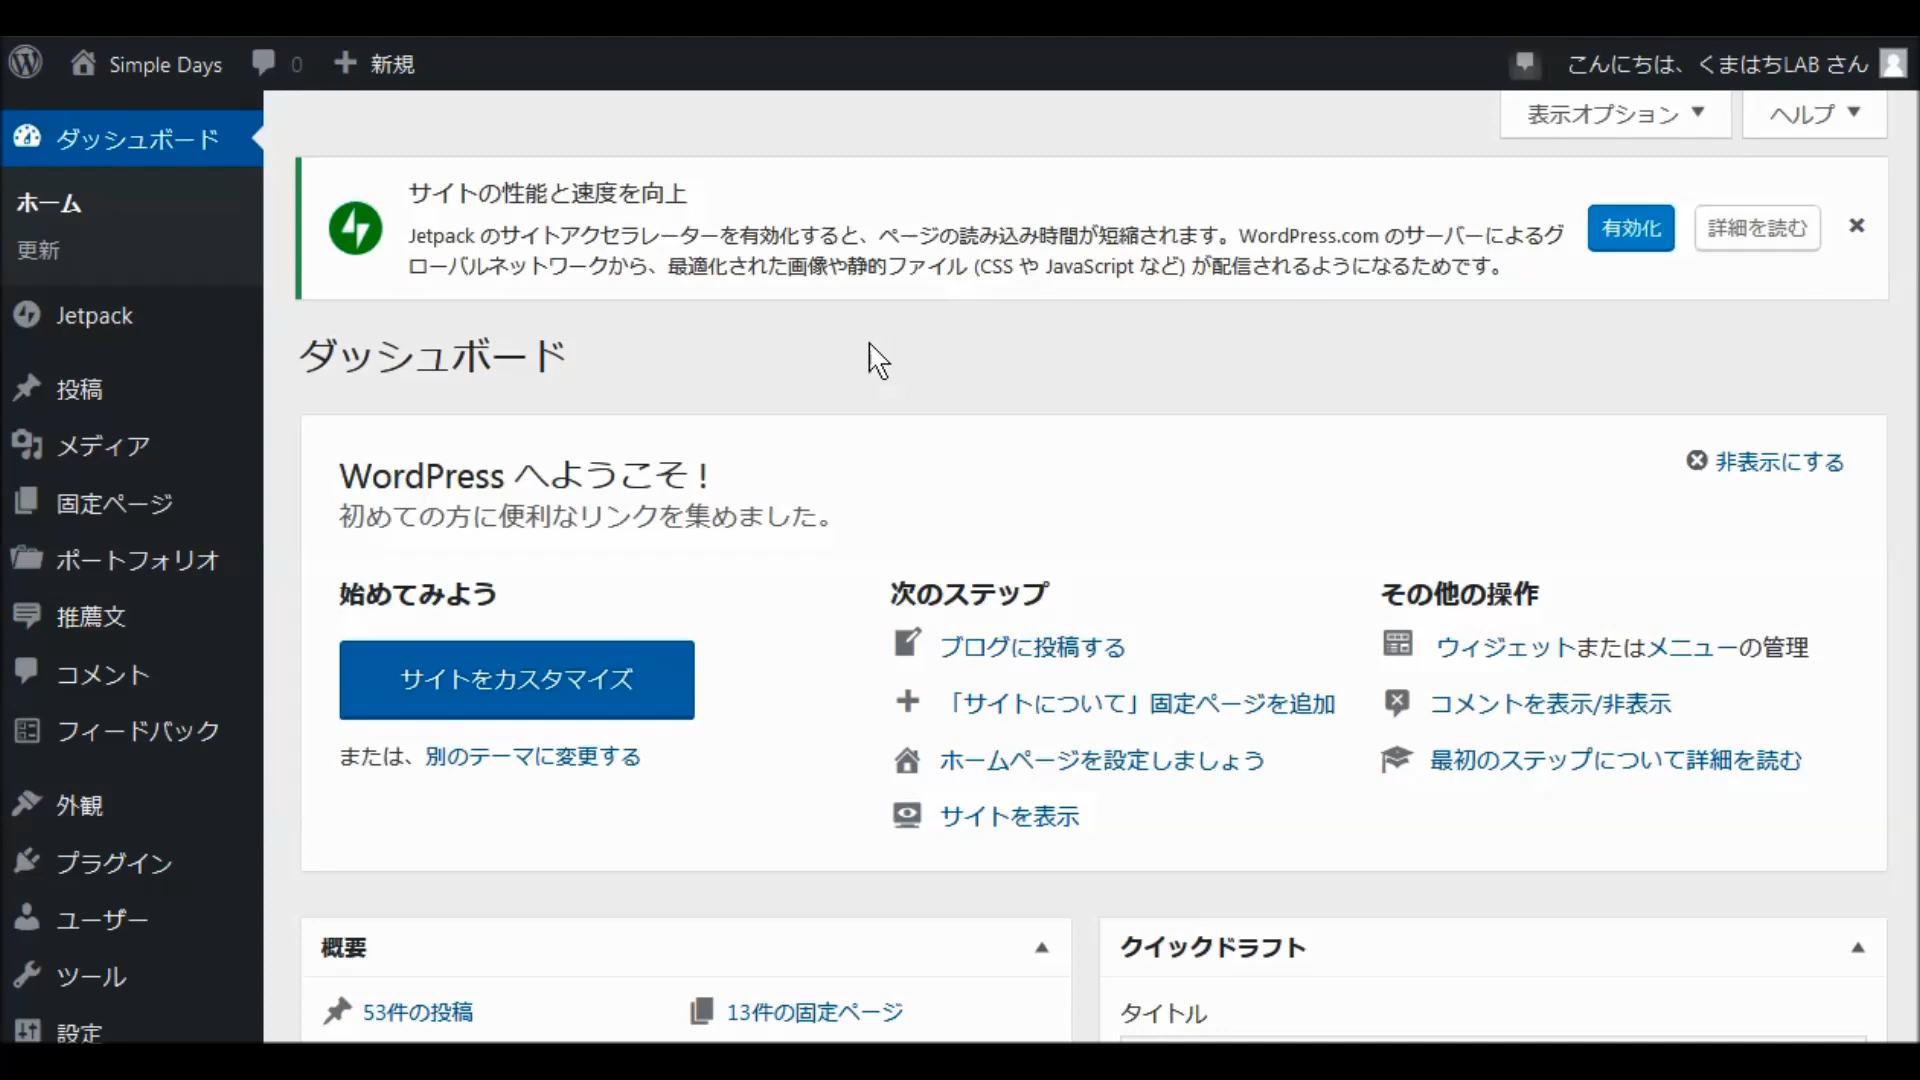 Simple Days
0
新規
こんにちは、くまはちLAB さん
表示オプション
ヘルプ
ダッシュボード
ホーム
更新
Jetpack
投稿
メディア
固定ページ
ポートフォリオ
推薦文
コメント
フィードバック
外観
プラグイン
ユーザー
ツール
設定
サイトの性能と速度を向上
Jetpack のサイトアクセラレーターを有効化すると、ページの読み込み時間が短縮されます。WordPress.com のサーバーによるグ
ローバルネットワークから、最適化された画像や静的ファイル (CSS や JavaScript など) が配信されるようになるためです。
有効化
詳細を読む
ダッシュボード
WordPress へようこそ !
初めての方に便利なリンクを集めました。
非表示にする
始めてみよう
サイトをカスタマイズ
または、別のテーマに変更する
次のステップ
ブログに投稿する
「サイトについて」固定ページを追加
ホームページを設定しましょう
サイトを表示
その他の操作
ウィジェットまたはメニューの管理
コメントを表示/非表示
最初のステップについて詳細を読む
概要
53件の投稿
13件の固定ページ
クイックドラフト
タイトル